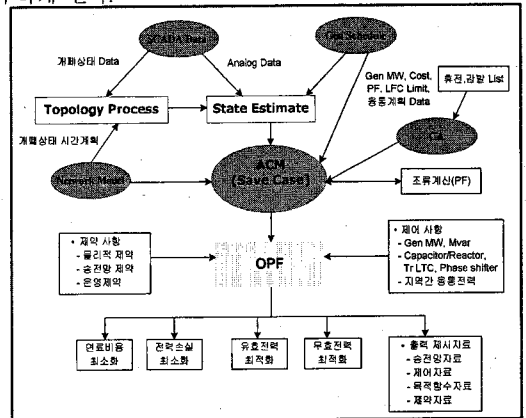 SCADA Data
Gen Schedule
개폐상태 Data
Analog Data
Gen MW, Cost,
PF, LFC Limit,
융통계획 Data
휴전,감발 List
Topology Process
State Estimate
개폐상태 시간계획
CA
Network Model
ACM
(Save Case)
조류계산(PF)
• 제약 사항
- 물리적 제약
- 송전망 제약
- 운영제약
OPF
• 제어 사항
- Gen MW, Mvar
- Capacitor/Reactor,
Tr LTC, Phase shifter
- 지역간 융통전력
연료비용
최소화
전력손실
최소화
유효전력
최적화
무효전력
최적화
• 출력 제시자료
- 송전망자료
- 제어자료
- 목적함수자료
- 제약자료